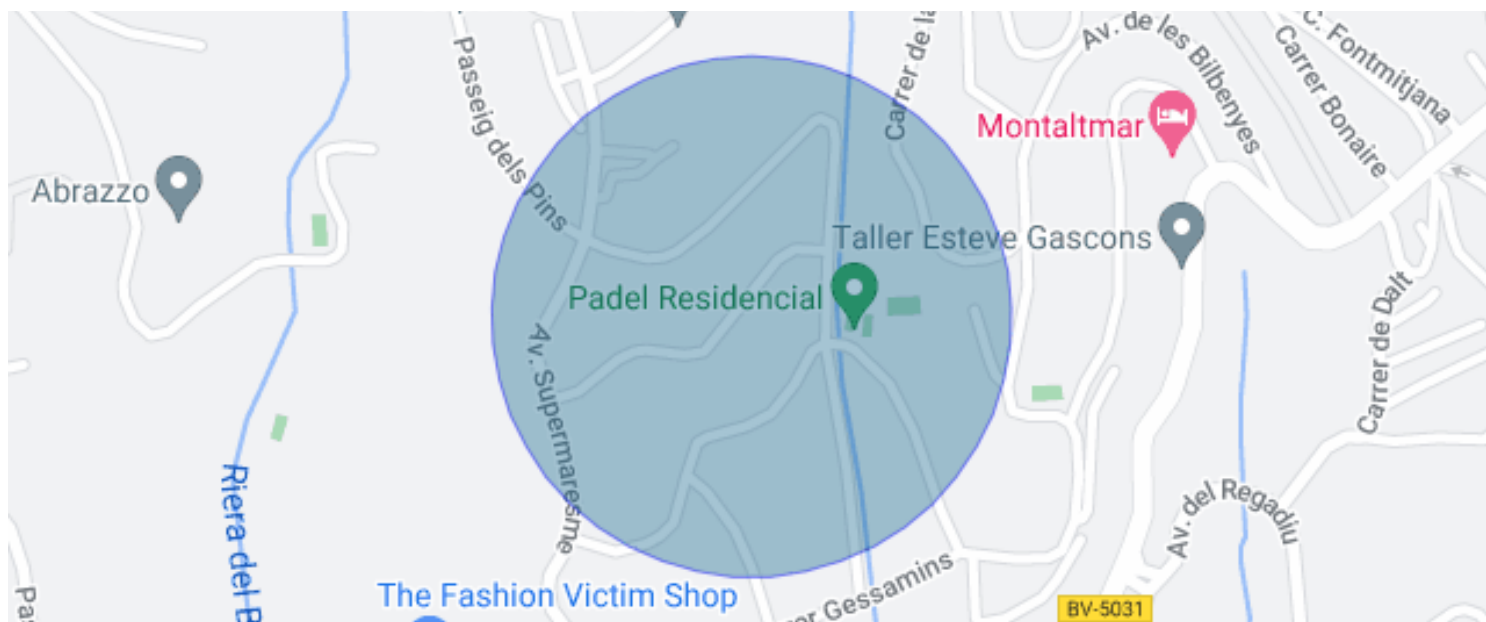 Passeig dels Pins
Carrer de la
Av. de les Bilbenyes
C. Fontmitjana
Carrer Bonaire
Montaltmar
Abrazzo
Taller Esteve Gascons
Padel Residencial
Carrer de Dalt
Av. Supermaresme
Riera del B
Av. del Regadiu
Pas
The Fashion Victim Shop
Gessamins
BV-5031